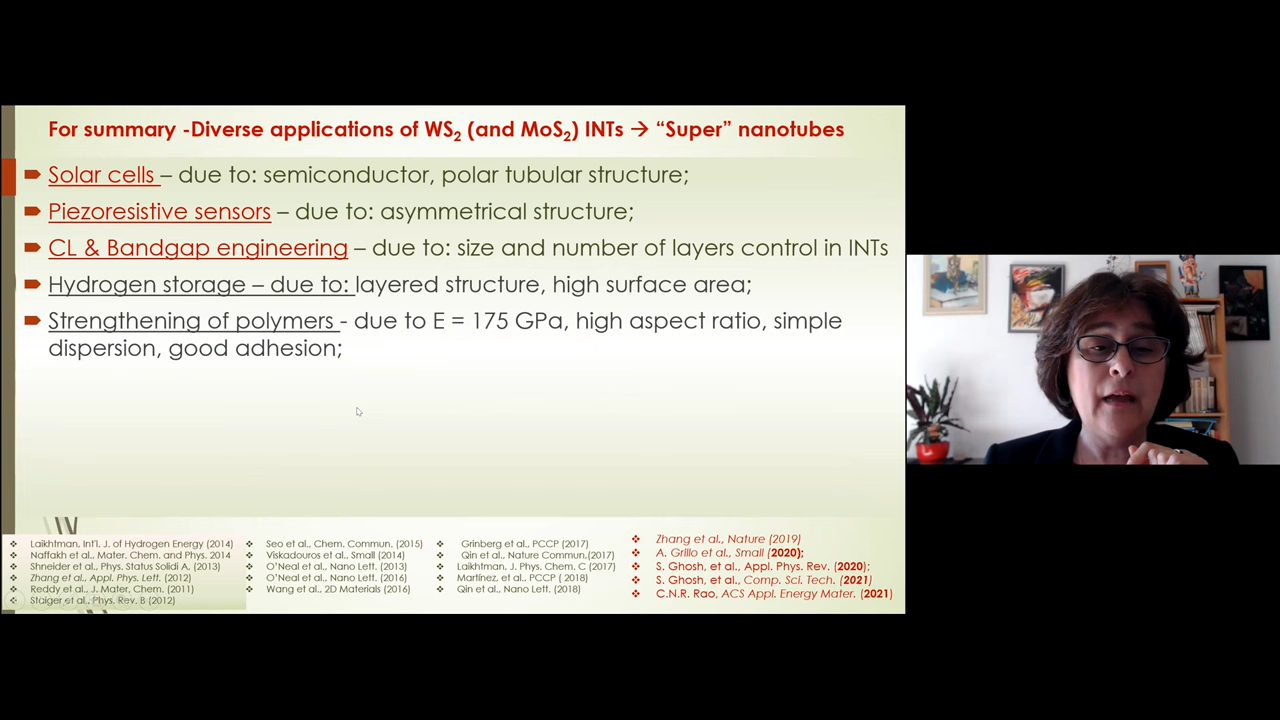 For summary -Diverse applications of WS2 (and MoS2) INTs → “Super” nanotubes
Solar cells – due to: semiconductor, polar tubular structure;
Piezoresistive sensors – due to: asymmetrical structure;
CL & Bandgap engineering – due to: size and number of layers control in INTs
Hydrogen storage – due to: layered structure, high surface area;
Strengthening of polymers - due to E = 175 GPa, high aspect ratio, simple
dispersion, good adhesion;
Laikhtman, Int'l. J. of Hydrogen Energy (2014)
Naffakh et al., Mater. Chem. and Phys. 2014
Shneider et al., Phys. Status Solidi A, (2013)
Zhang et al., Appl. Phys. Lett. (2012)
Reddy et al., J. Mater, Chem. (2011)
Staiger et al., Phys. Rev. B (2012)
Seo et al., Chem. Commun. (2015)
Viskadouros et al., Small (2014)
O’Neal et al., Nano Lett. (2013)
O’Neal et al., Nano Lett. (2016)
Wang et al., 2D Materials (2016)
Grinberg et al., PCCP (2017)
Qin et al., Nature Commun,(2017)
Laikhtman, J. Phys. Chem. C (2017)
Martínez, et al., PCCP ( 2018)
Qin et al., Nano Lett. (2018)
Zhang et al., Nature (2019)
A. Grillo et al., Small (2020);
S. Ghosh, et al., Appl. Phys. Rev. (2020);
S. Ghosh, et al., Comp. Sci. Tech. (2021)
C.N.R. Rao, ACS Appl. Energy Mater. (2021)